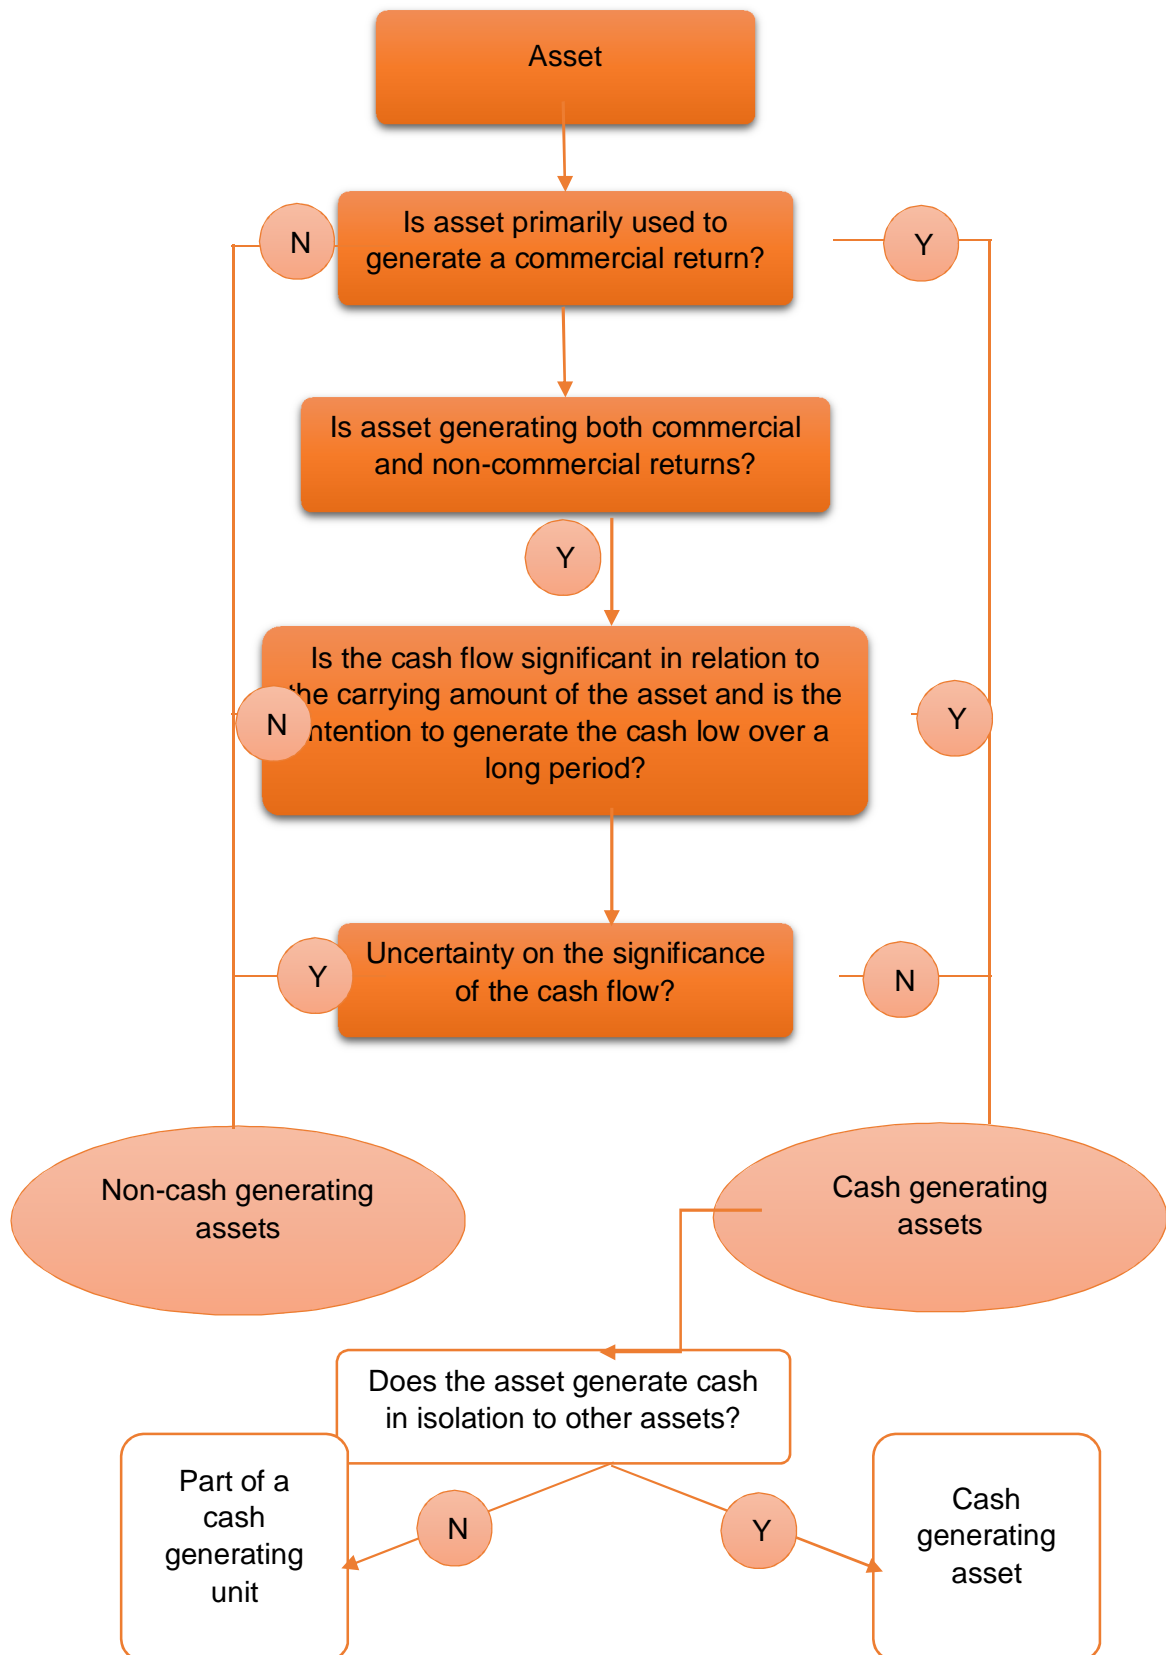 Asset
Is asset primarily used to
generate a commercial return?
N
Y
Is asset generating both commercial
and non-commercial returns?
Y
Is the cash flow significant in relation to
the carrying amount of the asset and is the
intention to generate the cash low over a
long period?
N
Y
Uncertainty on the significance
of the cash flow?
Y
N
Non-cash generating
assets
Cash generating
assets
Does the asset generate cash
in isolation to other assets?
N
Y
Part of a
cash
generating
unit
Cash
generating
asset